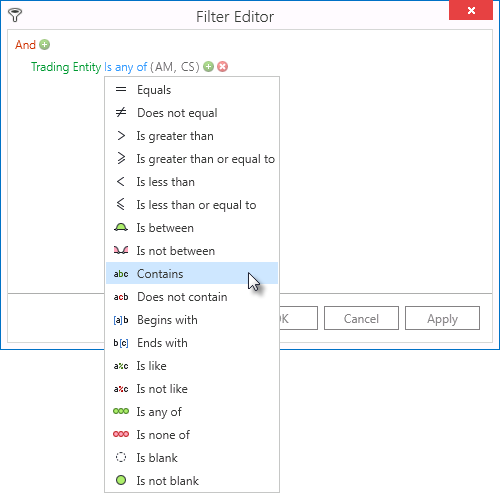 Filter Editor
And
Trading Entity Is any of (AM, CS)
Equals
Does not equal
Is greater than
Is greater than or equal to
Is less than
Is less than or equal to
Is between
Is not between
abc Contains
acb Does not contain
[a]b Begins with
b[c] Ends with
a%c Is like
a%c Is not like
Is any of
Is none of
Is blank
Is not blank
Cancel
Apply